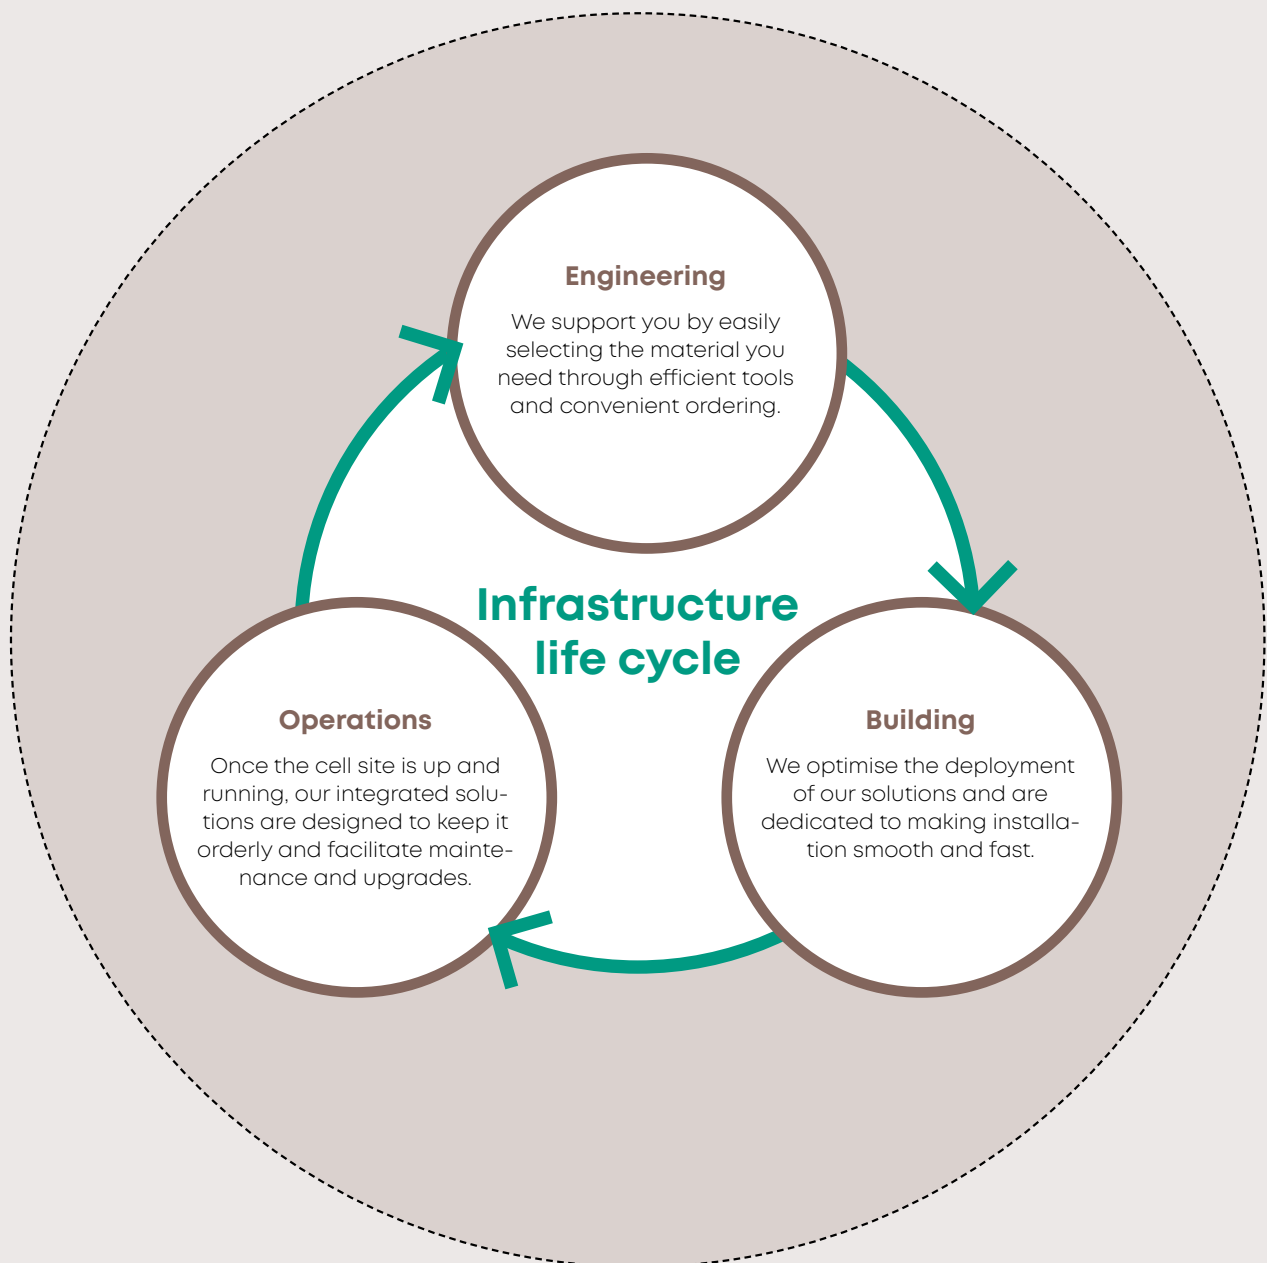 Engineering
We support you by easily
selecting the material you
need through efficient tools
and convenient ordering.
Infrastructure
life cycle
Operations
Once the cell site is up and
running, our integrated solu-
tions are designed to keep it
orderly and facilitate mainte-
nance and upgrades.
Building
We optimise the deployment
of our solutions and are
dedicated to making installa-
tion smooth and fast.